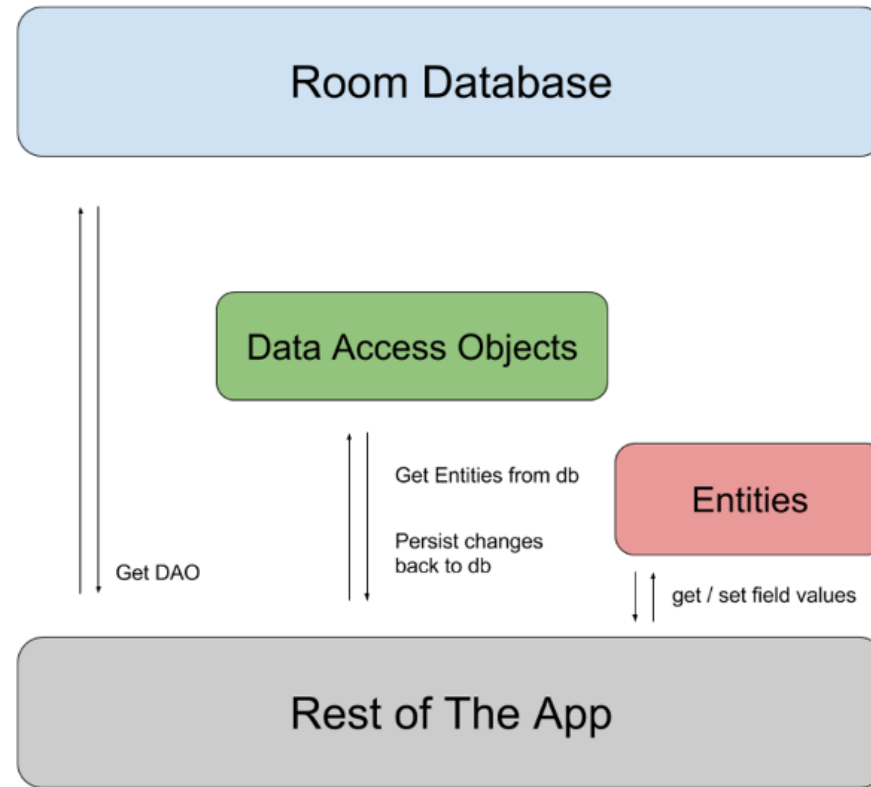 Room Database
Data Access Objects
Get Entities from db
Entities
Persist changes
back to db
Get DAO
get / set field values
Rest of The App